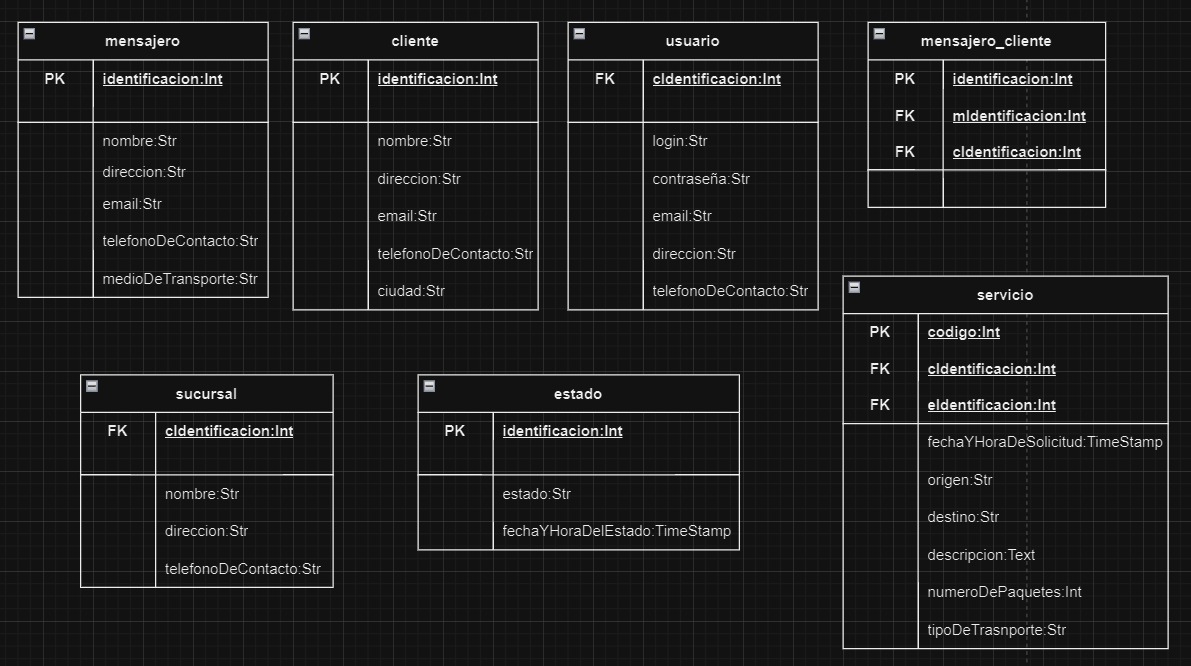 mensajero
PK identificacion:Int
nombre:Str
direccion:Str
email:Str
telefonoDeContacto:Str
medioDeTransporte:Str
cliente
PK identificacion:Int
nombre:Str
direccion:Str
email:Str
telefonoDeContacto:Str
ciudad:Str
usuario
FK cIdentificacion:Int
login:Str
contraseña:Str
email:Str
direccion:Str
telefonoDeContacto:Str
mensajero_cliente
PK identificacion:Int
FK mIdentificacion:Int
FK cIdentificacion:Int
sucursal
FK cIdentificacion:Int
nombre:Str
direccion:Str
telefonoDeContacto:Str
estado
PK identificacion:Int
estado:Str
fechaYHoraDelEstado:TimeStamp
servicio
PK codigo:Int
FK cIdentificacion:Int
FK eIdentificacion:Int
fechaYHoraDeSolicitud:TimeStamp
origen:Str
destino:Str
descripcion:Text
numeroDePaquetes:Int
tipoDeTrasnporte:Str